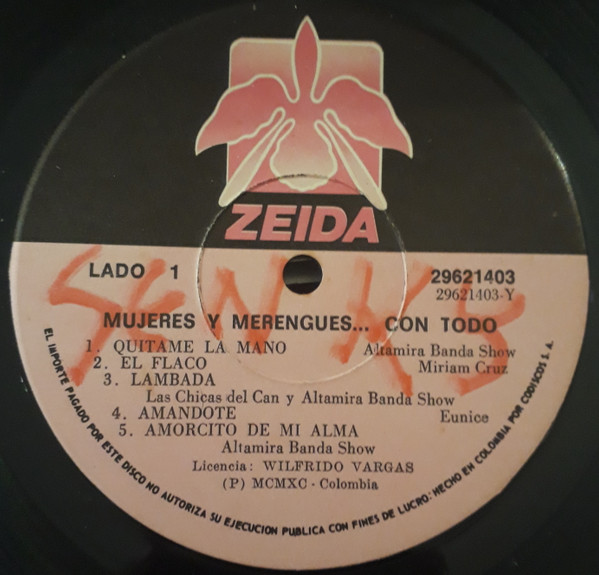 ZEIDA
LADO 1
29621403
29621403-Y
MUJERES Y MERENGUES... CON TODO
1. QUITAME LA MANO Altamira Banda Show
2. EL FLACO Miriam Cruz
3. LAMBADA
Las Chicas del Can y Altamira Banda Show
4. AMANDOTE Eunice
5. AMORCITO DE MI ALMA
Altamira Banda Show
Licencia: WILFRIDO VARGAS
(P) MCMXC - Colombia
EL IMPORTE PAGADO POR ESTE DISCO NO AUTORIZA SU EJECUCION PUBLICA CON FINES DE LUCRO: HECHO EN COLOMBIA POR CODISCOS S. A.